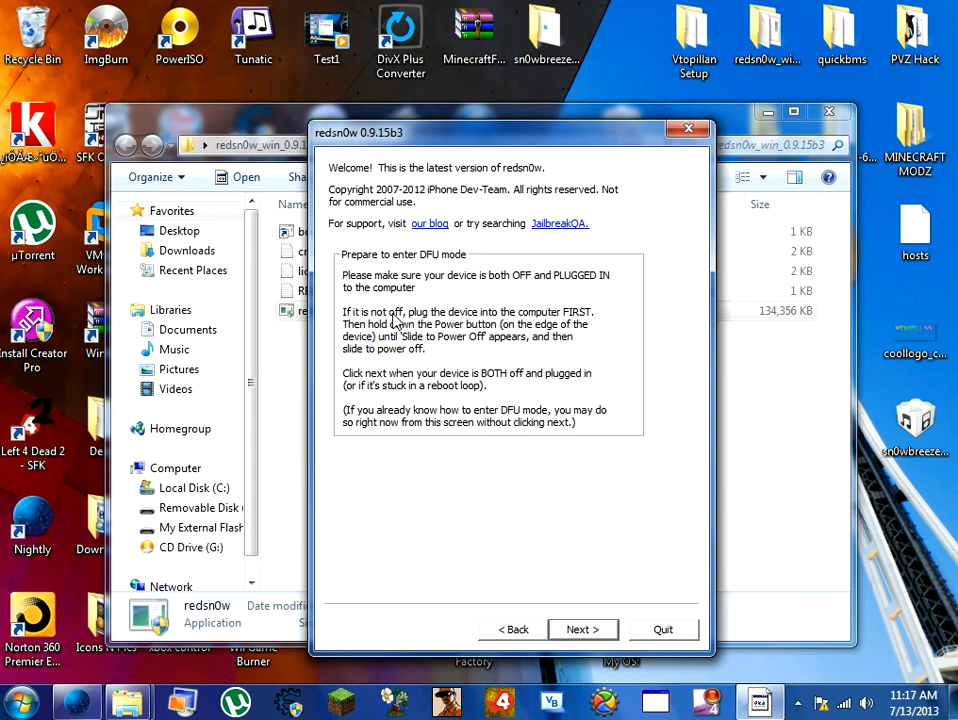 Recycle Bin
ImgBurn
PowerISO
Tunatic
Test1
DivX Plus
Converter
MinecraftF...
sn0wbreeze...
Vtopillan
Setup
redsn0w_wi...
quickbms
PVZ Hack
SFK
redsn0w_win_0.9.1
redsn0w_win_0.9.15b3
MINECRAFT
MODZ
Organize
Open
Sha
Name
Size
Favorites
Desktop
Downloads
Recent Places
1 KB
2 KB
2 KB
1 KB
134,356 KB
µTorrent
VM
Work
hosts
Libraries
Documents
Music
Pictures
Videos
Install Creator
Pro
Win
coollogo_c...
Homegroup
Left 4 Dead 2
- SFK
De
sn0wbreeze...
Computer
Local Disk (C:)
Removable Disk
My External Flash
CD Drive (G:)
Nightly
Down
Network
redsn0w
Date modifi
Application
Norton 360
Premier E...
Burner
Factory
My OS!
redsn0w 0.9.15b3
Welcome! This is the latest version of redsn0w.
Copyright 2007-2012 iPhone Dev-Team. All rights reserved. Not
for commercial use.
For support, visit our blog or try searching JailbreakQA.
Prepare to enter DFU mode
Please make sure your device is both OFF and PLUGGED IN
to the computer
If it is not off, plug the device into the computer FIRST.
Then hold down the Power button (on the edge of the
device) until 'Slide to Power Off' appears, and then
slide to power off.
Click next when your device is BOTH off and plugged in
(or if it's stuck in a reboot loop).
(If you already know how to enter DFU mode, you may do
so right now from this screen without clicking next.)
< Back
Next >
Quit
11:17 AM
7/13/2013